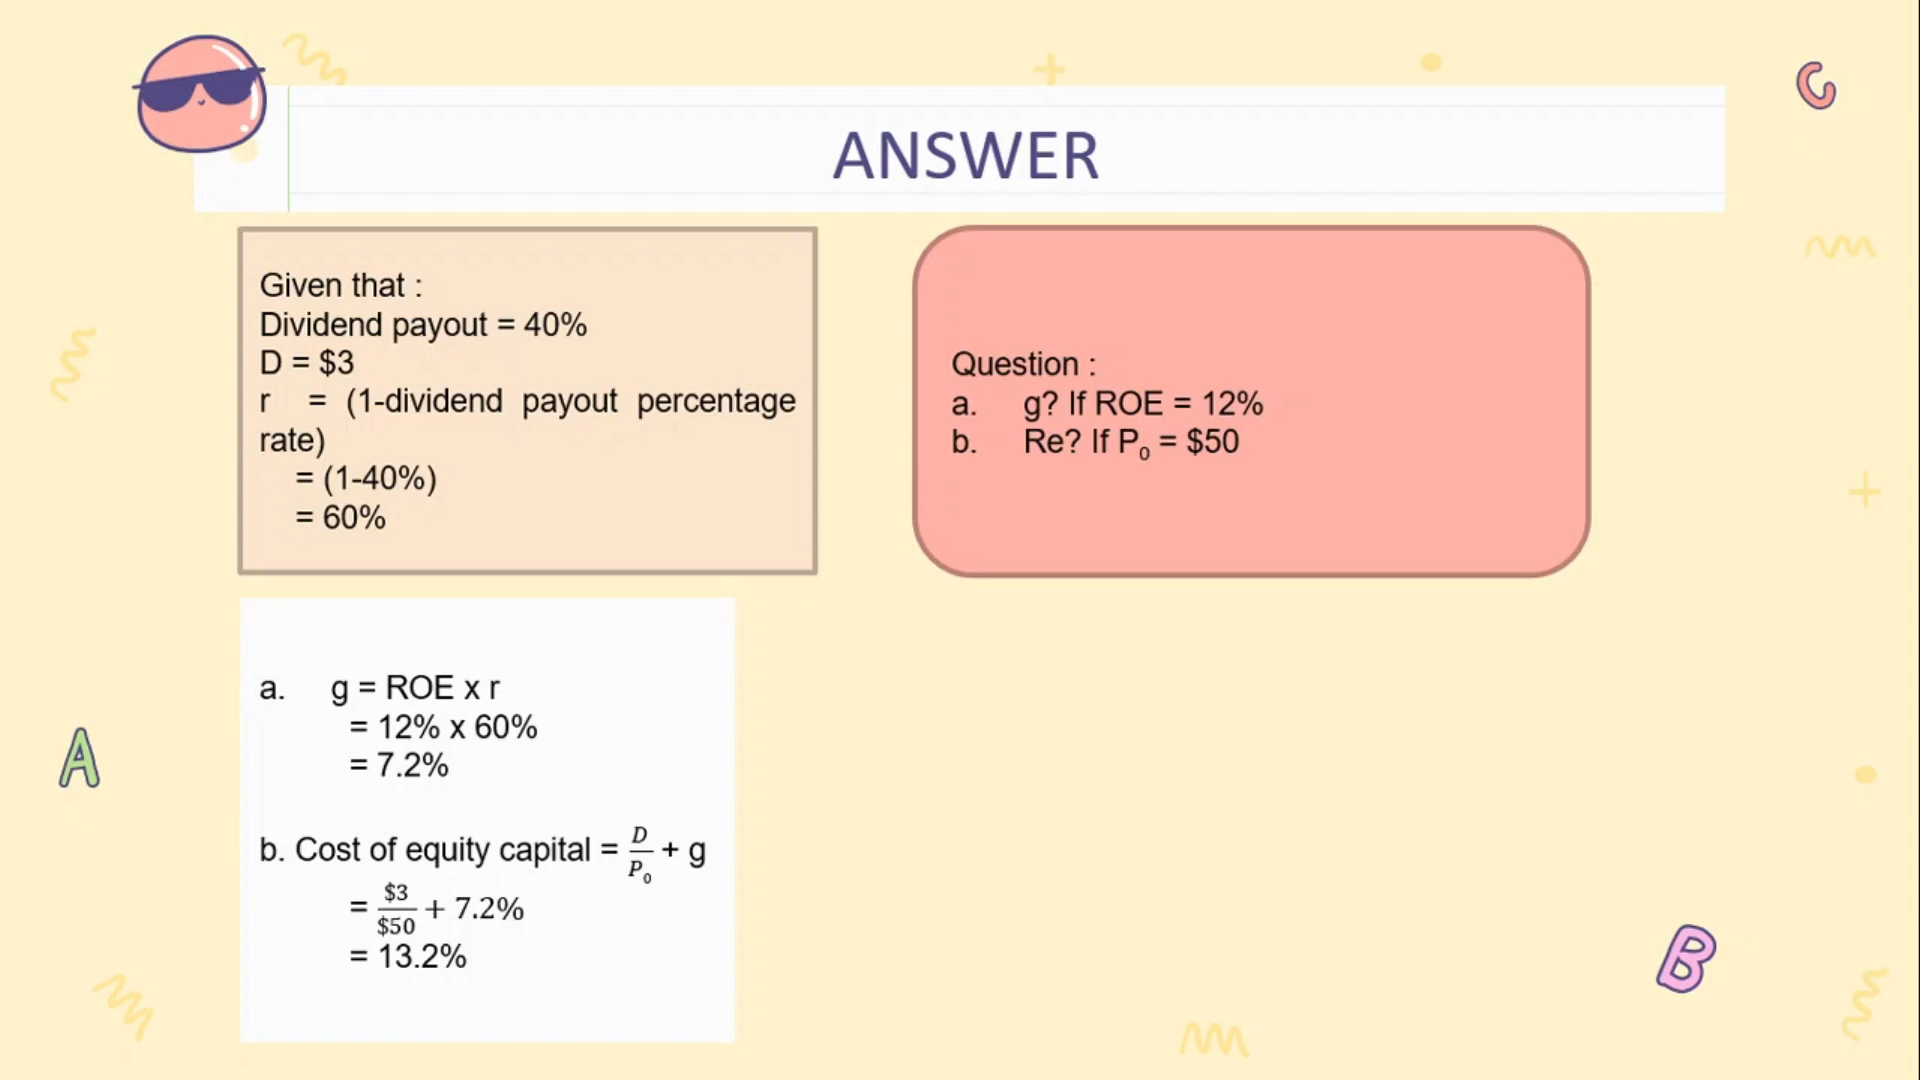 ANSWER
Given that :
Dividend payout = 40%
D = $3
r = (1-dividend payout percentage
rate)
= (1-40%)
= 60%
Question :
a. g? If ROE = 12%
b. Re? If P₀ = $50
a. g = ROE x r
= 12% x 60%
= 7.2%
b. Cost of equity capital = D/P₀ + g
= $3/$50 + 7.2%
= 13.2%
C
A
B